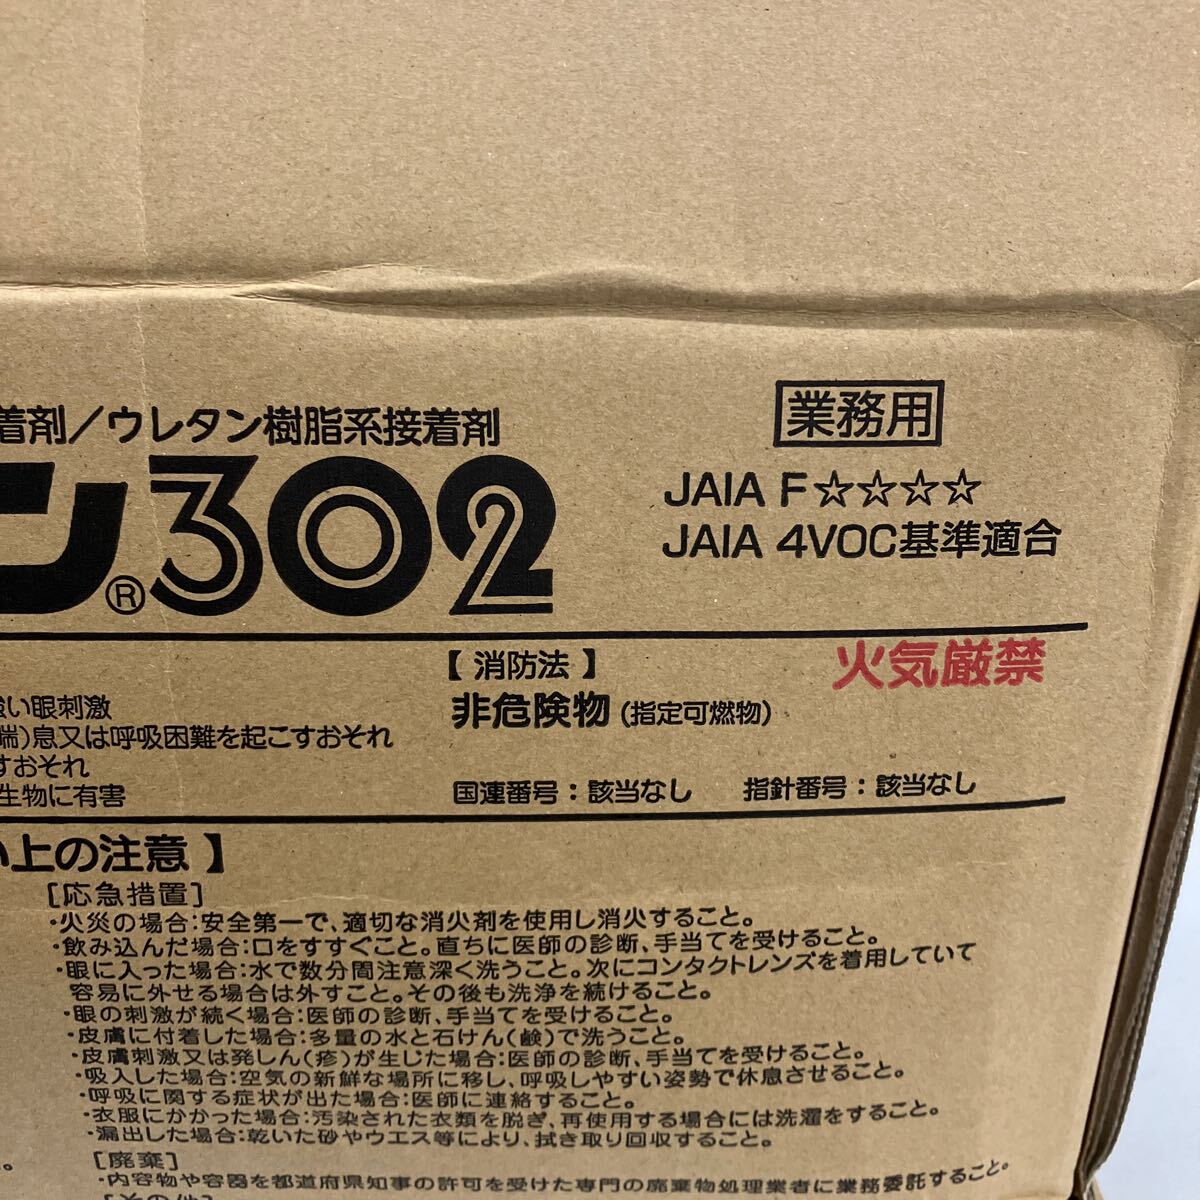 着剤/ウレタン樹脂系接着剤
業務用
ン®302
JAIA F☆☆☆☆
JAIA 4VOC基準適合
【 消防法 】
火気厳禁
非危険物 (指定可燃物)
国連番号：該当なし 指針番号：該当なし
強い眼刺激
喘)息又は呼吸困難を起こすおそれ
すおそれ
生物に有害
い上の注意 】
[応急措置]
・火災の場合:安全第一で、適切な消火剤を使用し消火すること。
・飲み込んだ場合:口をすすぐこと。直ちに医師の診断、手当てを受けること。
・眼に入った場合:水で数分間注意深く洗うこと。次にコンタクトレンズを着用していて
容易に外せる場合は外すこと。その後も洗浄を続けること。
・眼の刺激が続く場合:医師の診断、手当てを受けること。
・皮膚に付着した場合:多量の水と石けん(鹸)で洗うこと。
・皮膚刺激又は発しん(疹)が生じた場合:医師の診断、手当てを受けること。
・吸入した場合:空気の新鮮な場所に移し、呼吸しやすい姿勢で休息させること。
・呼吸に関する症状が出た場合:医師に連絡すること。
・衣服にかかった場合:汚染された衣類を脱ぎ、再使用する場合には洗濯をすること。
・漏出した場合:乾いた砂やウエス等により、拭き取り回収すること。
[廃棄]
・内容物や容器を都道府県知事の許可を受けた専門の廃棄物処理業者に業務委託すること。
[その他]